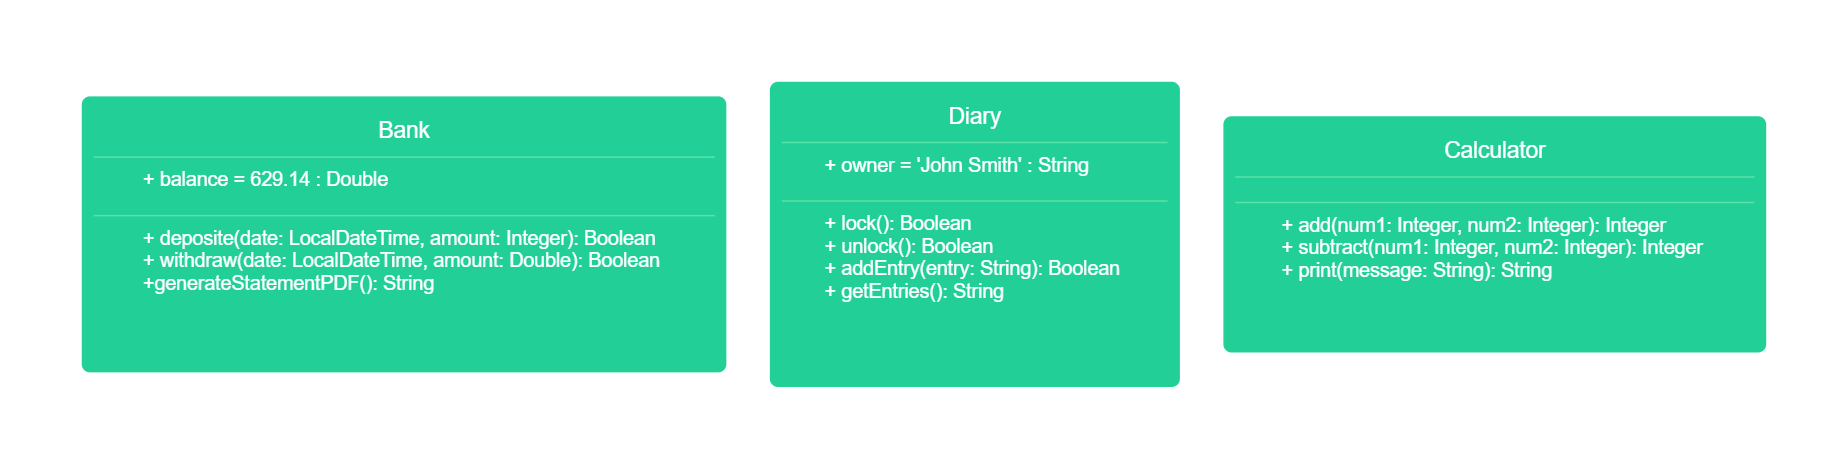 Bank
+ balance = 629.14 : Double
+ deposite(date: LocalDateTime, amount: Integer): Boolean
+ withdraw(date: LocalDateTime, amount: Double): Boolean
+generateStatementPDF(): String
Diary
+ owner = 'John Smith' : String
+ lock(): Boolean
+ unlock(): Boolean
+ addEntry(entry: String): Boolean
+ getEntries(): String
Calculator
+ add(num1: Integer, num2: Integer): Integer
+ subtract(num1: Integer, num2: Integer): Integer
+ print(message: String): String